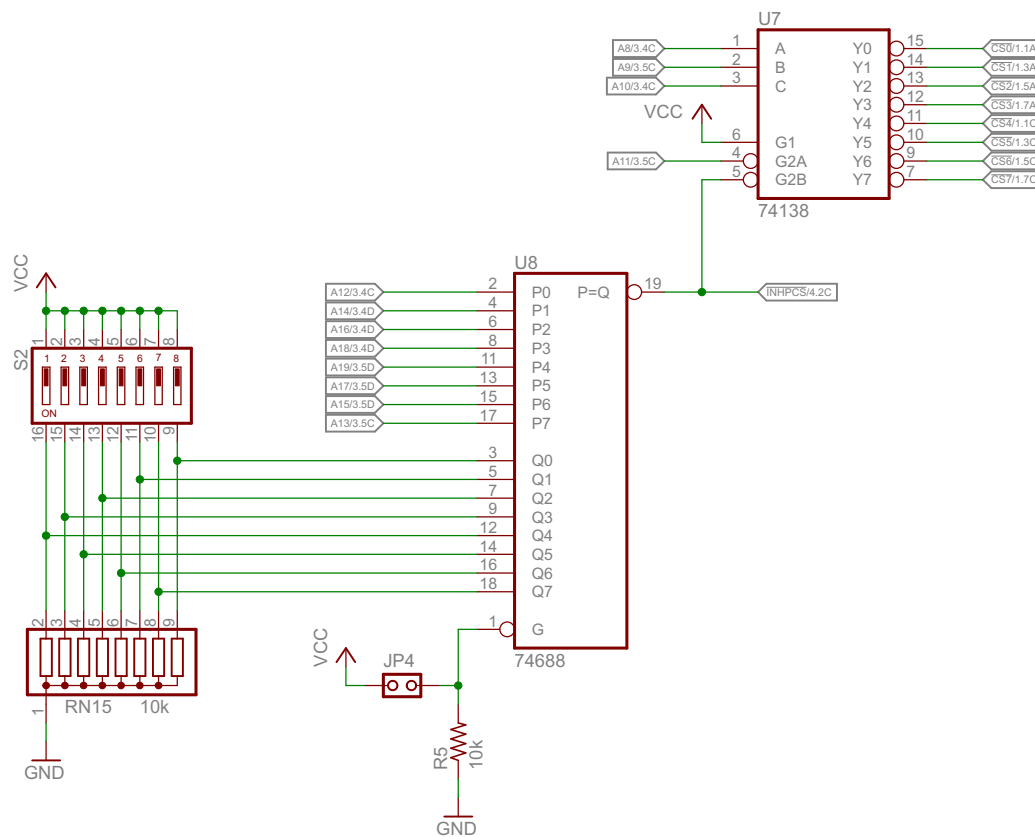 U7
A8/3.4C 1 A Y0 15 CS0/1.1A
A9/3.5C 2 B Y1 14 CS1/1.3A
A10/3.4C 3 C Y2 13 CS2/1.5A
Y3 12 CS3/1.7A
VCC Y4 11 CS4/1.1C
6 G1 Y5 10 CS5/1.3C
A11/3.5C 4 G2A Y6 9 CS6/1.5C
5 G2B Y7 7 CS7/1.7C
74138
U8
A12/3.4C 2 P0 P=Q 19 INHPCS/4.2C
A14/3.4D 4 P1
A16/3.4D 6 P2
A18/3.4D 8 P3
A19/3.5D 11 P4
A17/3.5D 13 P5
A15/3.5D 15 P6
A13/3.5C 17 P7
3 Q0
5 Q1
7 Q2
9 Q3
12 Q4
14 Q5
16 Q6
18 Q7
1 G
74688
VCC
1 2 3 4 5 6 7 8
S2
1 2 3 4 5 6 7 8
ON
16 15 14 13 12 11 10 9
2 3 4 5 6 7 8 9
1 RN15 10k
GND
VCC
JP4
R5
10k
GND